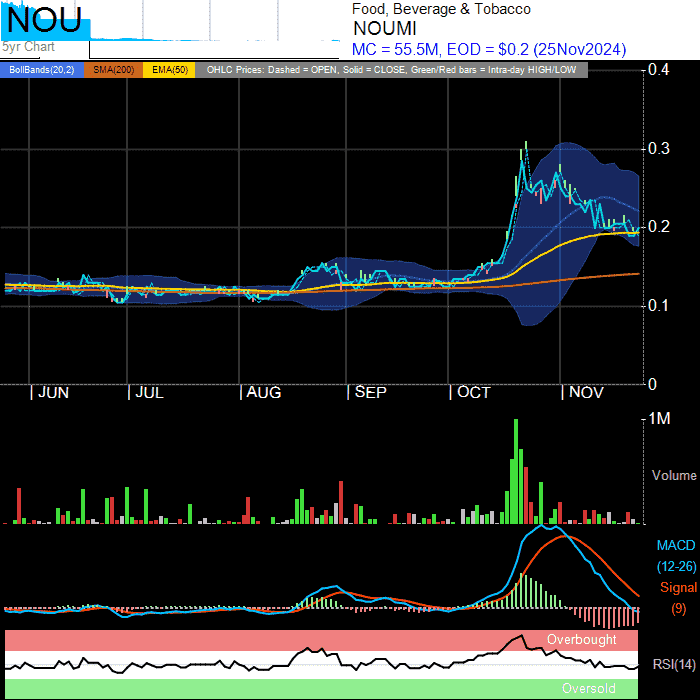 NOU
5yr Chart
Food, Beverage & Tobacco
NOUMI
MC = 55.5M, EOD = $0.2 (25Nov2024)
BollBands(20,2) SMA(200) EMA(50) OHLC Prices: Dashed = OPEN, Solid = CLOSE, Green/Red bars = Intra-day HIGH/LOW
0.4
0.3
0.2
0.1
0
| JUN | JUL | AUG | SEP | OCT | NOV
1M
Volume
MACD
(12-26)
Signal
(9)
Overbought
RSI(14)
Oversold